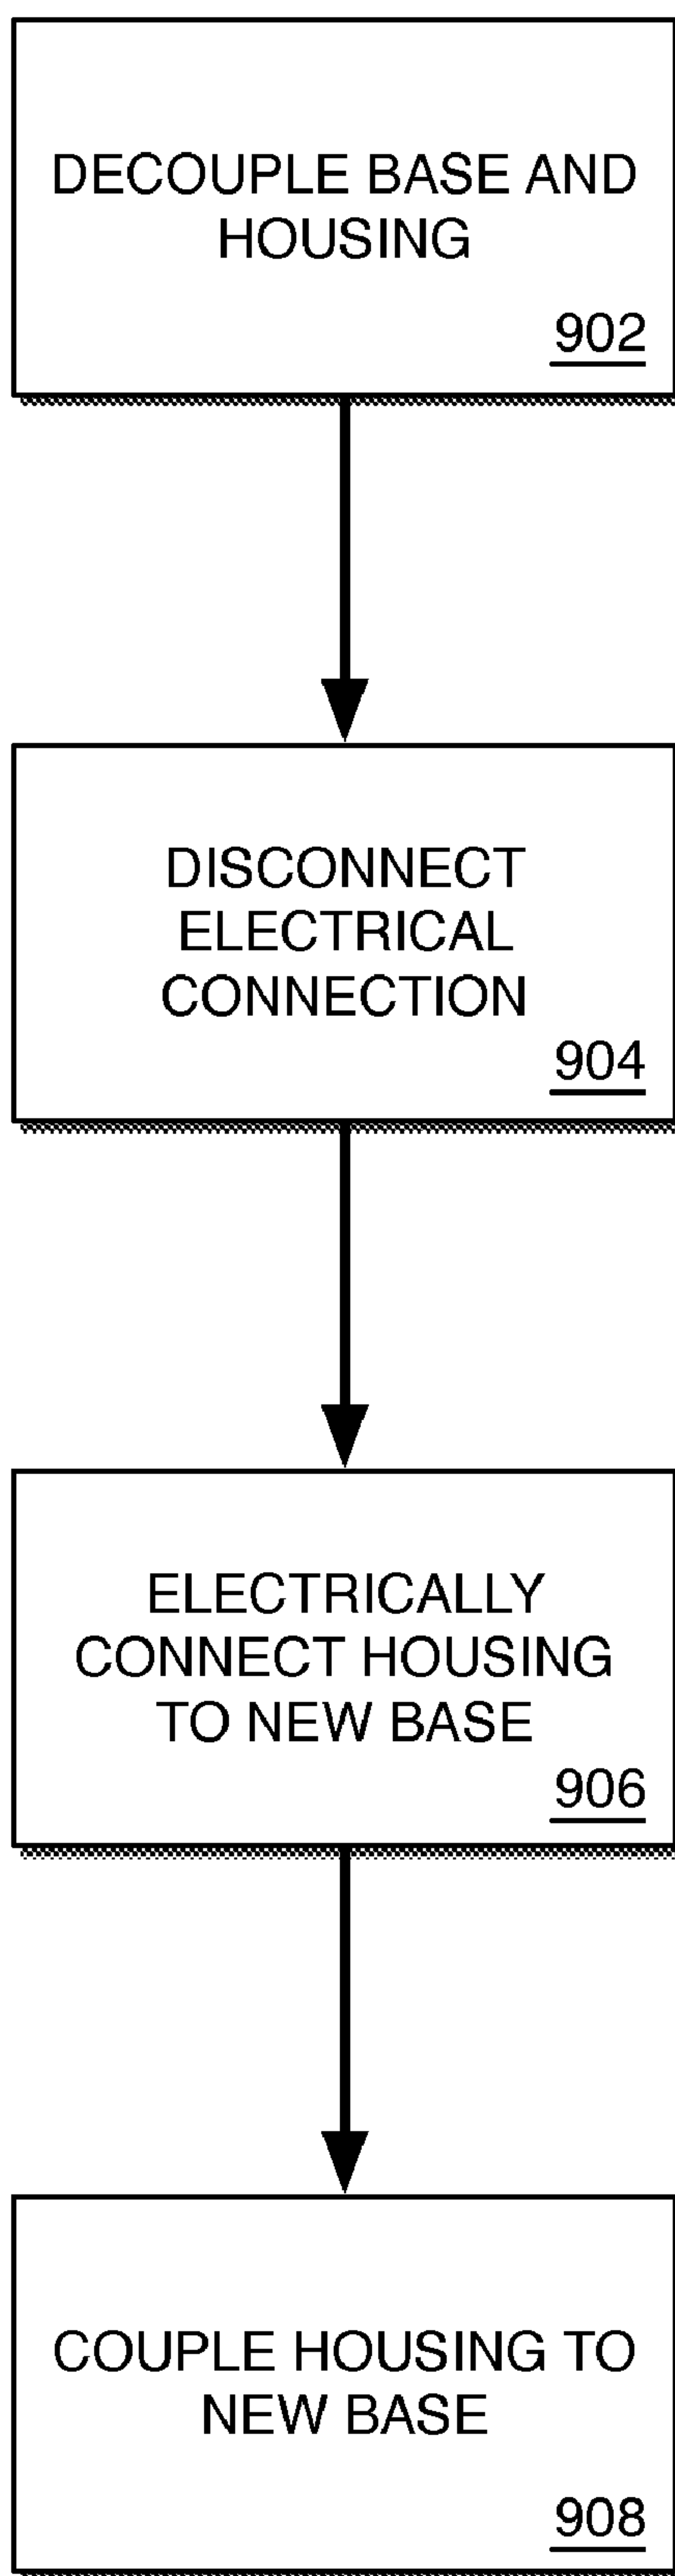 DECOUPLE BASE AND
HOUSING
902
DISCONNECT
ELECTRICAL
CONNECTION
904
ELECTRICALLY
CONNECT HOUSING
TO NEW BASE
906
COUPLE HOUSING TO
NEW BASE
908